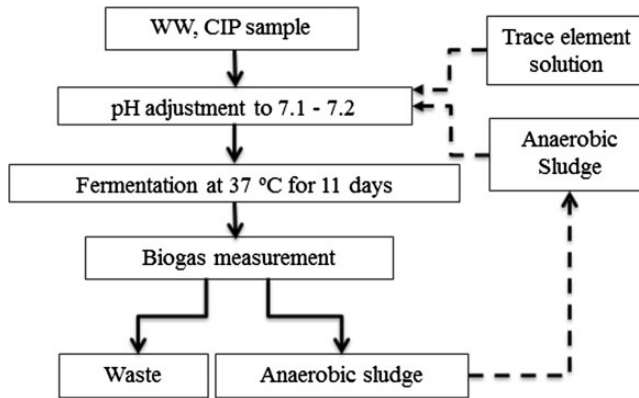 WW, CIP sample
Trace element
solution
pH adjustment to 7.1 - 7.2
Anaerobic
Sludge
Fermentation at 37 ºC for 11 days
Biogas measurement
Waste
Anaerobic sludge